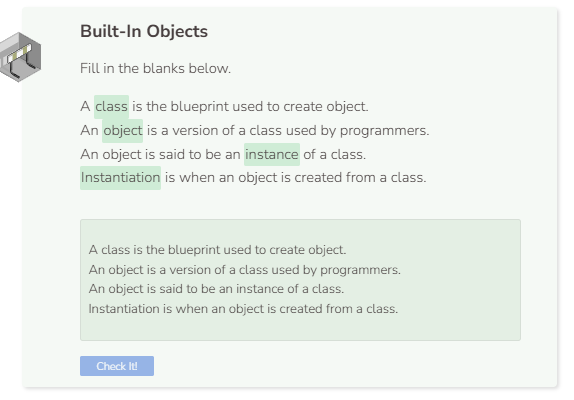 Built-In Objects
Fill in the blanks below.
A class is the blueprint used to create object.
An object is a version of a class used by programmers.
An object is said to be an instance of a class.
Instantiation is when an object is created from a class.
A class is the blueprint used to create object.
An object is a version of a class used by programmers.
An object is said to be an instance of a class.
Instantiation is when an object is created from a class.
Check It!